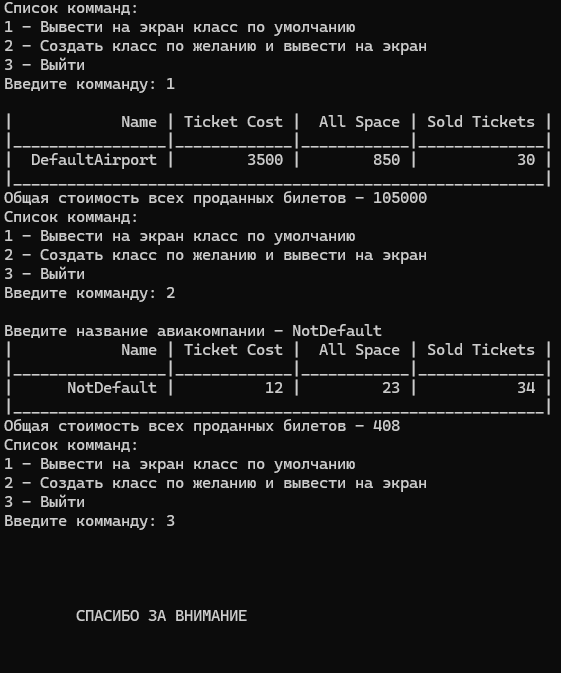 Список комманд:
1 – Вывести на экран класс по умолчанию
2 – Создать класс по желанию и вывести на экран
3 – Выйти
Введите комманду: 1
|            Name | Ticket Cost |  All Space | Sold Tickets |
|_________________|_____________|____________|______________|
|  DefaultAirport |        3500 |        850 |           30 |
|___________________________________________________________|
Общая стоимость всех проданных билетов – 105000
Список комманд:
1 – Вывести на экран класс по умолчанию
2 – Создать класс по желанию и вывести на экран
3 – Выйти
Введите комманду: 2
Введите название авиакомпании – NotDefault
|            Name | Ticket Cost |  All Space | Sold Tickets |
|_________________|_____________|____________|______________|
|      NotDefault |          12 |         23 |           34 |
|___________________________________________________________|
Общая стоимость всех проданных билетов – 408
Список комманд:
1 – Вывести на экран класс по умолчанию
2 – Создать класс по желанию и вывести на экран
3 – Выйти
Введите комманду: 3
СПАСИБО ЗА ВНИМАНИЕ